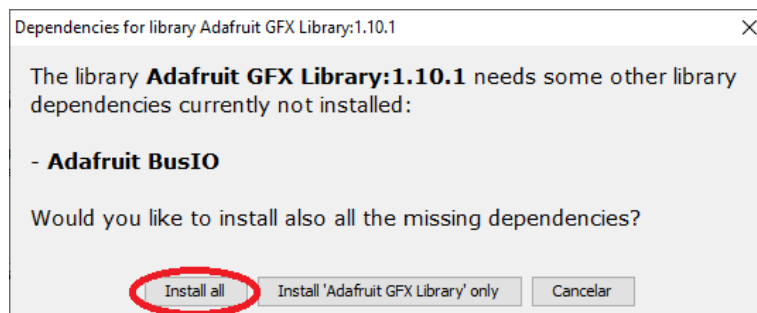 Dependencies for library Adafruit GFX Library:1.10.1
The library Adafruit GFX Library:1.10.1 needs some other library
dependencies currently not installed:
- Adafruit BusIO
Would you like to install also all the missing dependencies?
Install all Install 'Adafruit GFX Library' only Cancelar